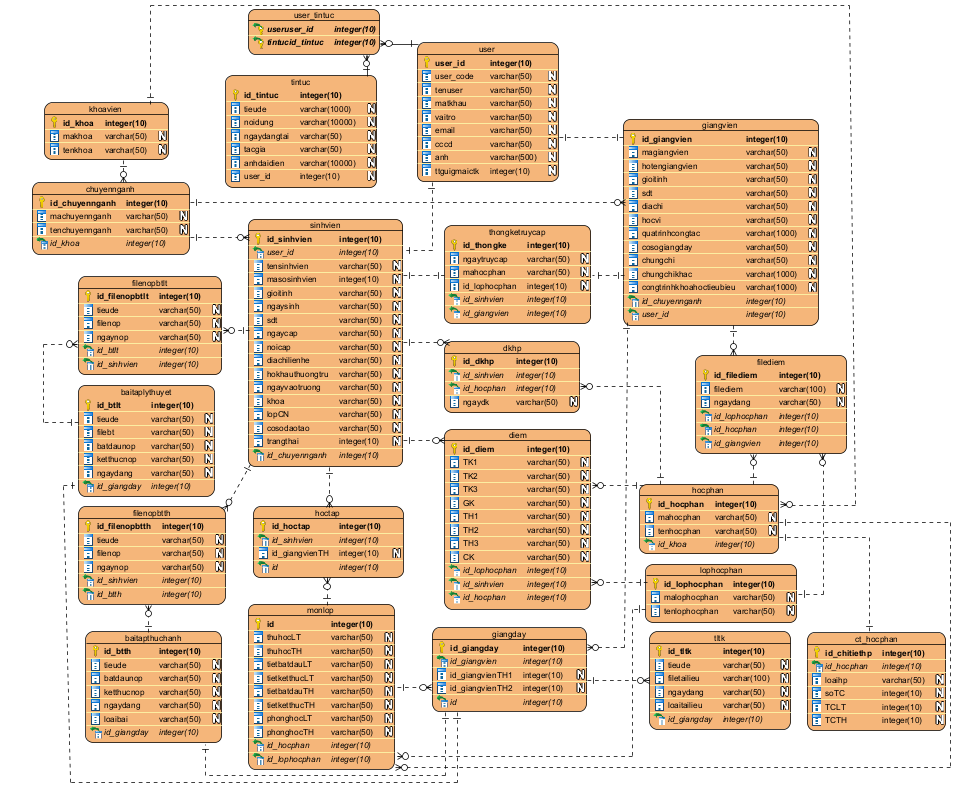 user_tintuc
useruser_id integer(10)
tintucid_tintuc integer(10)
user
user_id integer(10)
user_code varchar(50) N
tenuser varchar(50) N
matkhau varchar(50) N
vaitro varchar(50) N
email varchar(50) N
cccd varchar(50) N
anh varchar(500) N
ttguigmaictk integer(10) N
tintuc
id_tintuc integer(10)
tieude varchar(1000) N
noidung varchar(10000) N
ngaydangtai varchar(50) N
tacgia varchar(50) N
anhdaidien varchar(10000) N
user_id integer(10) N
khoavien
id_khoa integer(10)
makhoa varchar(50) N
tenkhoa varchar(50) N
giangvien
id_giangvien integer(10)
magiangvien varchar(50) N
hotengiangvien varchar(50) N
gioitinh varchar(50) N
sdt varchar(50) N
diachi varchar(50) N
hocvi varchar(50) N
quatrinhcongtac varchar(1000) N
cosogiangday varchar(50) N
chungchi varchar(50) N
chungchikhac varchar(1000) N
congtrinhkhoahoctieubieu varchar(1000) N
id_chuyennganh integer(10)
user_id integer(10)
chuyennganh
id_chuyennganh integer(10)
machuyennganh varchar(50) N
tenchuyennganh varchar(50) N
id_khoa integer(10)
sinhvien
id_sinhvien integer(10)
user_id integer(10)
tensinhvien varchar(50) N
masosinhvien integer(10) N
gioitinh varchar(50) N
ngaysinh varchar(50) N
sdt varchar(50) N
ngaycap varchar(50) N
noicap varchar(50) N
diachilienhe varchar(50) N
hokhauthuongtru varchar(50) N
ngayvaotruong varchar(50) N
khoa varchar(50) N
lopCN varchar(50) N
cosodaotao varchar(50) N
trangthai integer(10) N
id_chuyennganh integer(10)
thongketruycap
id_thongke integer(10)
ngaytruycap varchar(50) N
mahocphan varchar(50) N
id_lophocphan integer(10) N
id_sinhvien integer(10)
id_giangvien integer(10)
filenopbtlt
id_filenopbtlt integer(10)
tieude varchar(50) N
filenop varchar(50) N
ngaynop varchar(50) N
id_btlt integer(10)
id_sinhvien integer(10)
dkhp
id_dkhp integer(10)
id_sinhvien integer(10)
id_hocphan integer(10)
ngaydk varchar(50) N
filediem
id_filediem integer(10)
filediem varchar(100) N
ngaydang varchar(50) N
id_lophocphan integer(10)
id_hocphan integer(10)
id_giangvien integer(10)
baitaplythuyet
id_btlt integer(10)
tieude varchar(50) N
filebt varchar(50) N
batdaunop varchar(50) N
ketthucnop varchar(50) N
ngaydang varchar(50) N
id_giangday integer(10)
diem
id_diem integer(10)
TK1 varchar(50) N
TK2 varchar(50) N
TK3 varchar(50) N
GK varchar(50) N
TH1 varchar(50) N
TH2 varchar(50) N
TH3 varchar(50) N
CK varchar(50) N
id_lophocphan integer(10)
id_sinhvien integer(10)
id_hocphan integer(10)
hocphan
id_hocphan integer(10)
mahocphan varchar(50) N
tenhocphan varchar(50) N
id_khoa integer(10)
filenopbtth
id_filenopbtth integer(10)
tieude varchar(50) N
filenop varchar(50) N
ngaynop varchar(50) N
id_sinhvien integer(10)
id_btth integer(10)
hoctap
id_hoctap integer(10)
id_sinhvien integer(10)
id_giangvienTH integer(10) N
id integer(10)
lophocphan
id_lophocphan integer(10)
malophocphan varchar(50) N
tenlophocphan varchar(50) N
monlop
id integer(10)
thuhocLT varchar(50) N
thuhocTH varchar(50) N
tietbatdauLT varchar(50) N
tietketthucLT varchar(50) N
tietbatdauTH varchar(50) N
tietketthucTH varchar(50) N
phonghocLT varchar(50) N
phonghocTH varchar(50) N
id_hocphan integer(10)
id_lophocphan integer(10)
giangday
id_giangday integer(10)
id_giangvien integer(10)
id_giangvienTH1 integer(10) N
id_giangvienTH2 integer(10) N
id integer(10)
baitapthuchanh
id_btth integer(10)
tieude varchar(50) N
batdaunop varchar(50) N
ketthucnop varchar(50) N
ngaydang varchar(50) N
loaibai varchar(50) N
id_giangday integer(10)
tltk
id_tltk integer(10)
tieude varchar(50) N
filetailieu varchar(100) N
ngaydang varchar(50) N
loaitailieu varchar(50) N
id_giangday integer(10)
ct_hocphan
id_chitiethp integer(10)
id_hocphan integer(10)
loaihp varchar(50) N
soTC integer(10) N
TCLT integer(10) N
TCTH integer(10) N